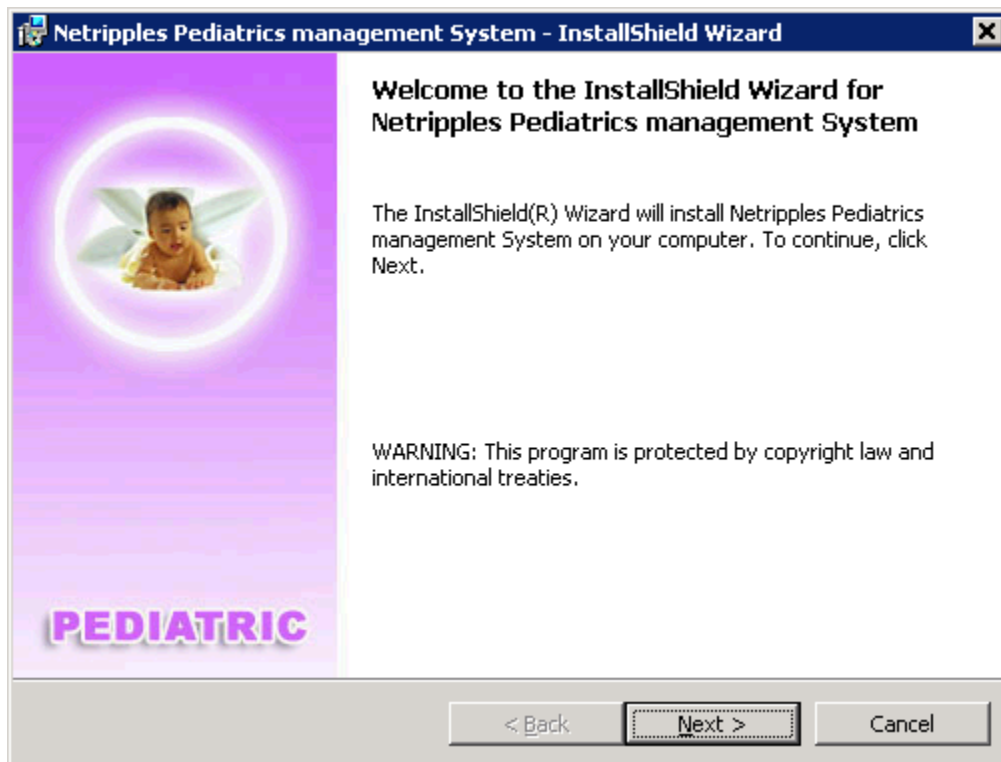 Netripples Pediatrics management System - InstallShield Wizard
Welcome to the InstallShield Wizard for
Netripples Pediatrics management System
The InstallShield(R) Wizard will install Netripples Pediatrics
management System on your computer. To continue, click
Next.
WARNING: This program is protected by copyright law and
international treaties.
PEDIATRIC
< Back
Next >
Cancel